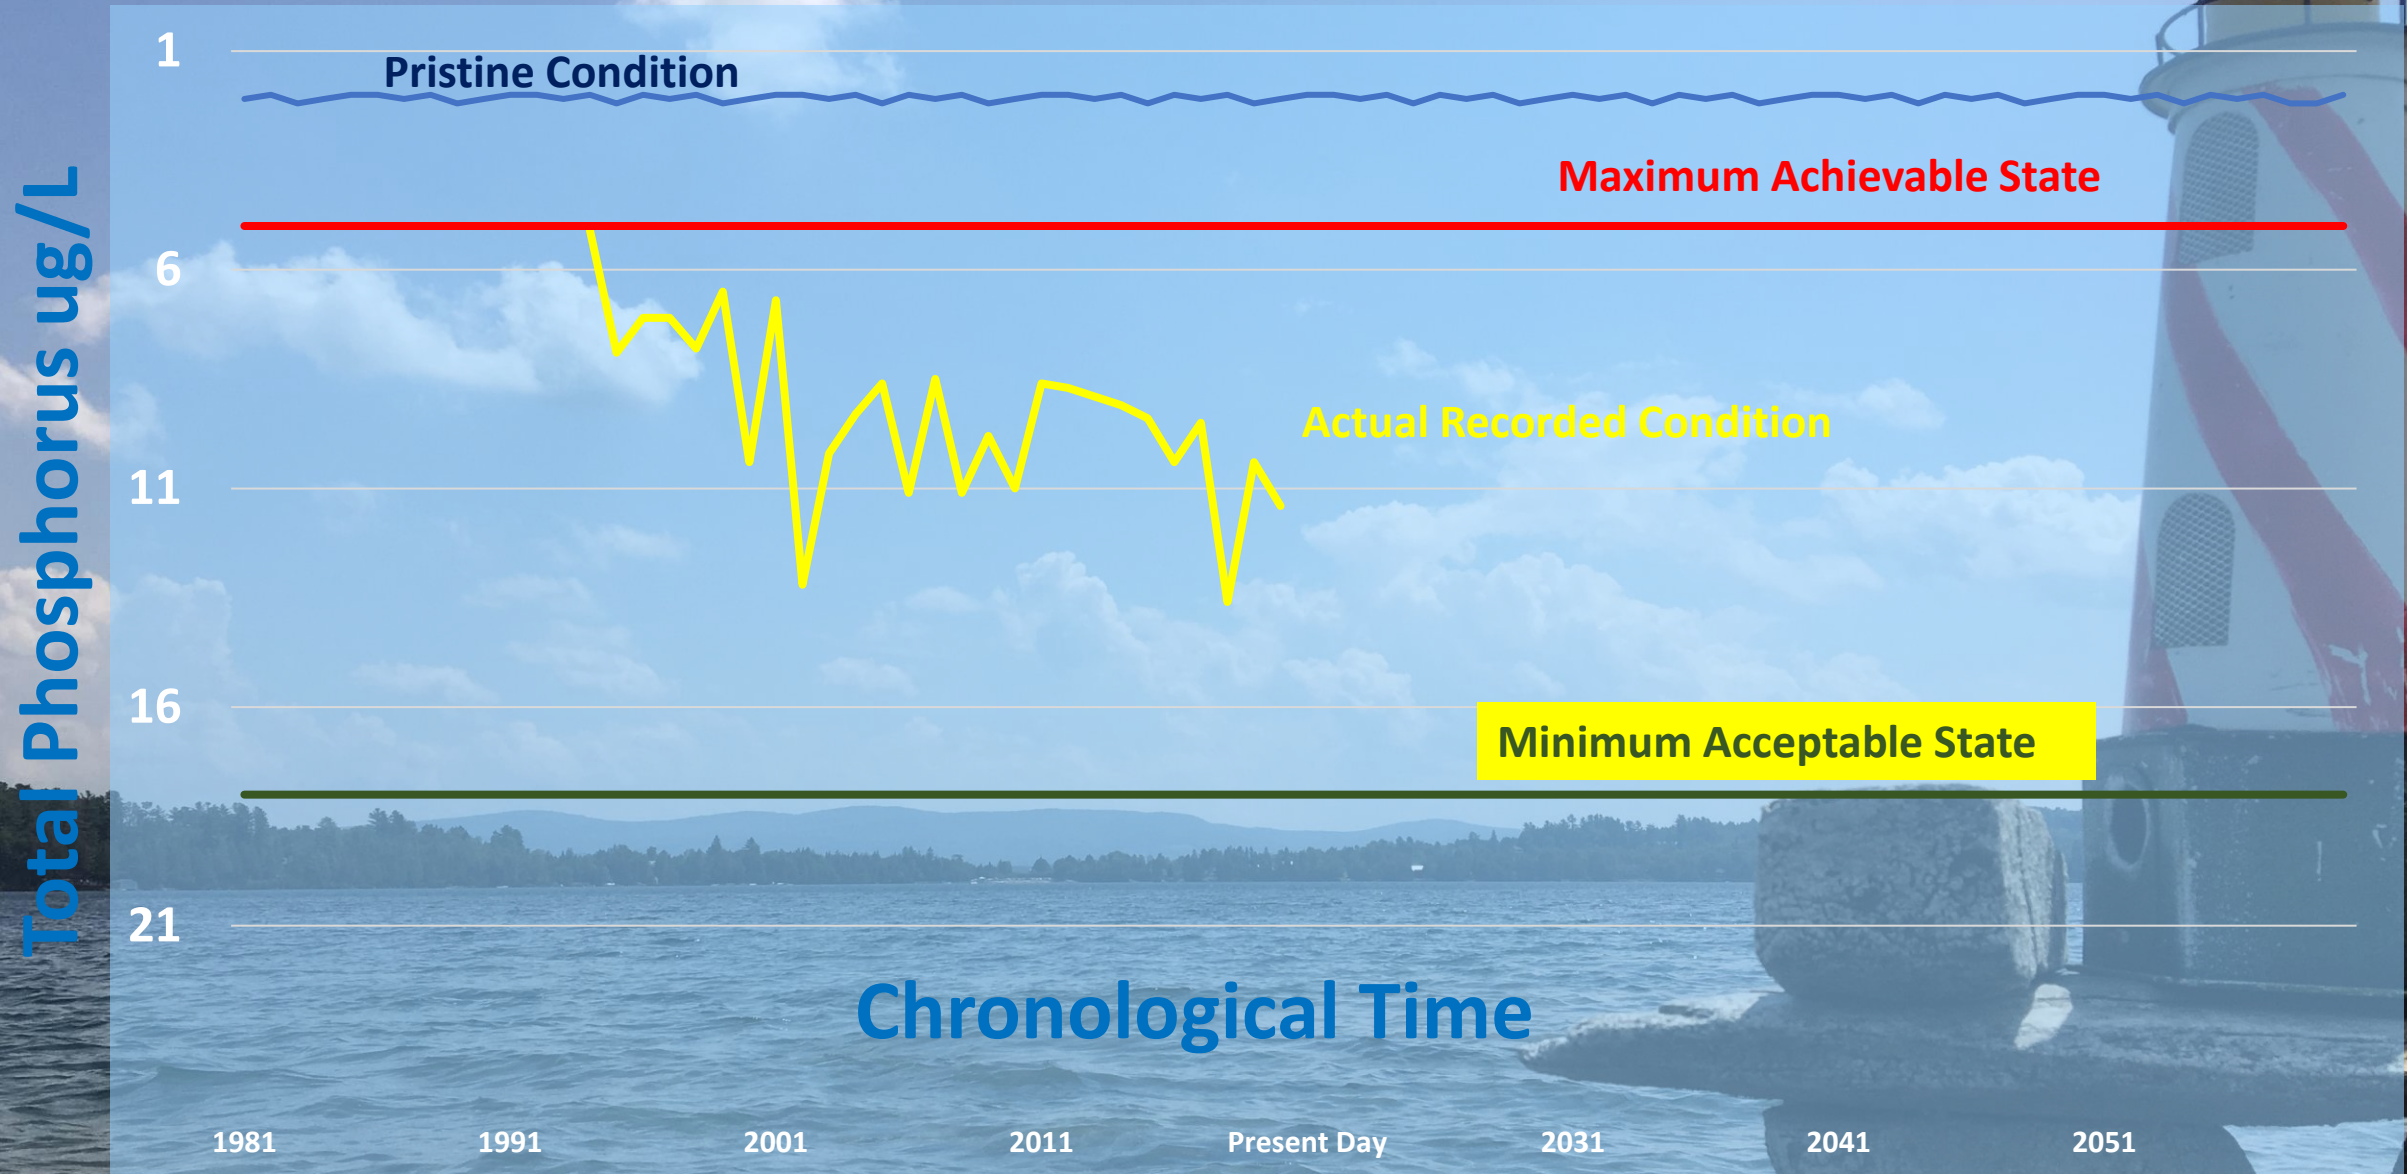 1
Pristine Condition
Maximum Achievable State
6
Actual Recorded Condition
11
16
Minimum Acceptable State
21
Total Phosphorus ug/L
Chronological Time
1981 1991 2001 2011 Present Day 2031 2041 2051